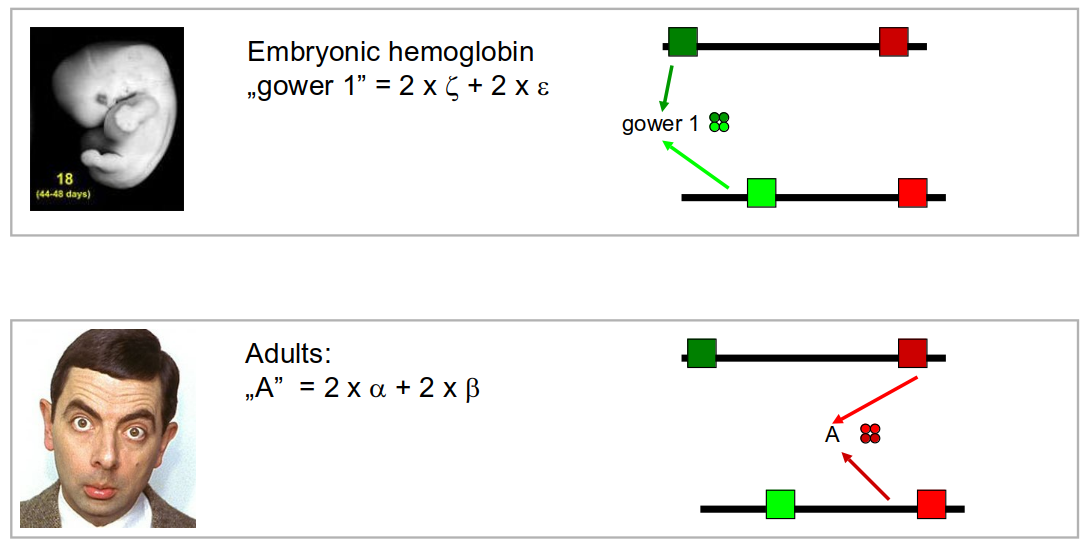 Embryonic hemoglobin
„gower 1” = 2 x ζ + 2 x ε
gower 1
18
(44-48 days)
Adults:
„A” = 2 x α + 2 x β
A